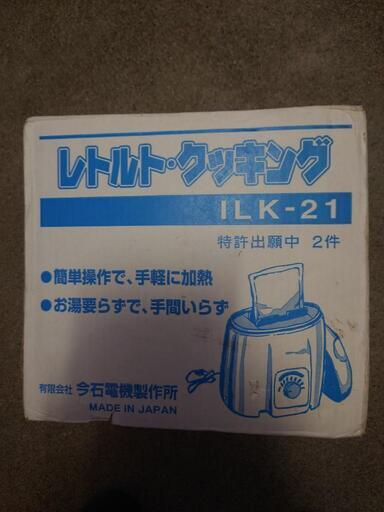 レトルト・クッキング
ILK-21
特許出願中 2件
●簡単操作で、手軽に加熱
●お湯要らずで、手間いらず
有限会社 今石電機製作所
MADE IN JAPAN